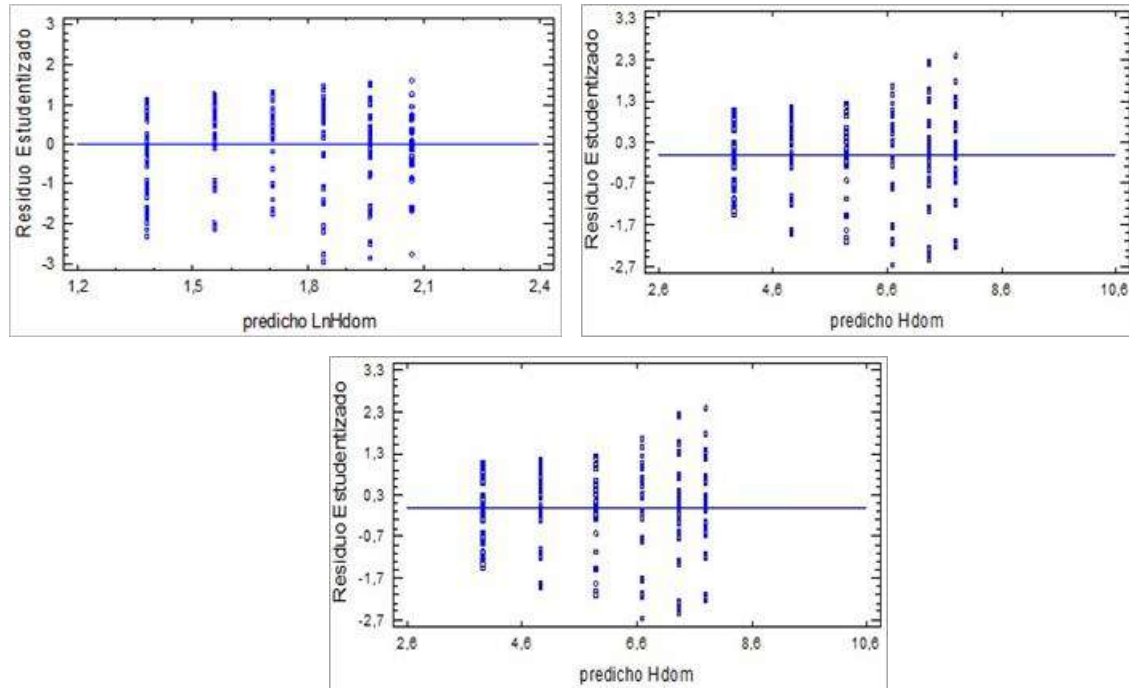 Residuo Estudentizado
3
2
1
0
-1
-2
-3
1,2 1,5 1,8 2,1 2,4
predicho LnHdom
Residuo Estudentizado
3,3
2,3
1,3
0,3
-0,7
-1,7
-2,7
2,6 4,6 6,6 8,6 10,6
predicho Hdom
Residuo Estudentizado
3,3
2,3
1,3
0,3
-0,7
-1,7
-2,7
2,6 4,6 6,6 8,6 10,6
predicho Hdom